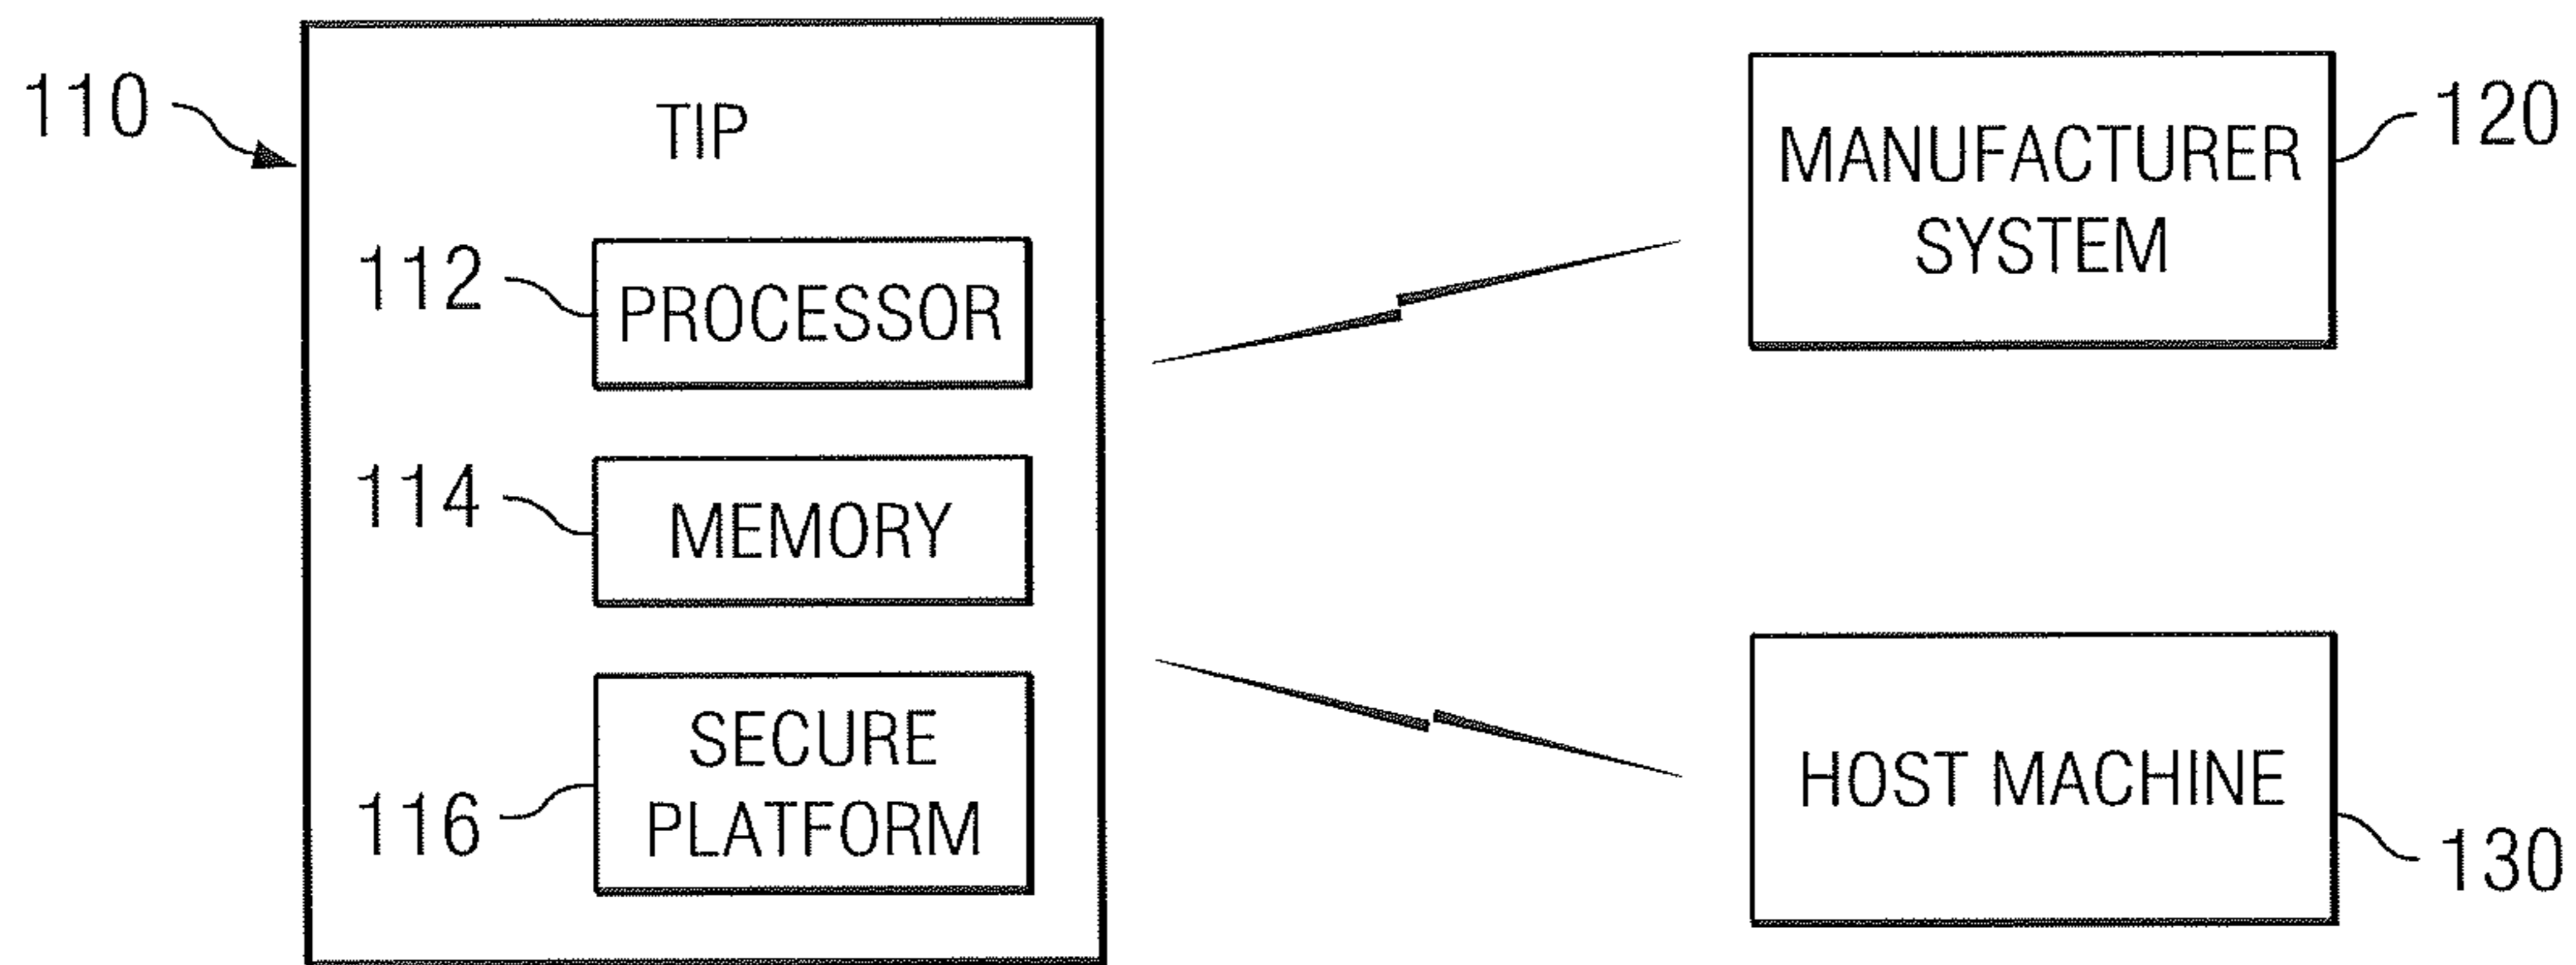 110
TIP
112
PROCESSOR
114
MEMORY
116
SECURE
PLATFORM
MANUFACTURER
SYSTEM
120
HOST MACHINE
130